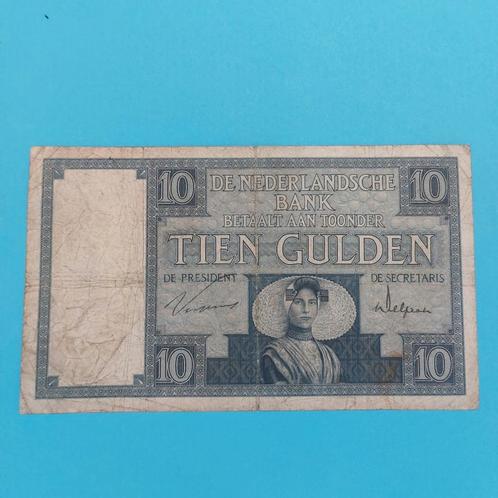 10 DE NEDERLANDSCHE 10
BANK
BETAALT AAN TOONDER
TIEN GULDEN
DE PRESIDENT DE SECRETARIS
10 10